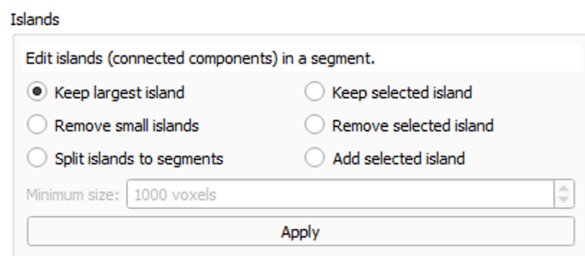 Islands
Edit islands (connected components) in a segment.
Keep largest island
Keep selected island
Remove small islands
Remove selected island
Split islands to segments
Add selected island
Minimum size: 1000 voxels
Apply